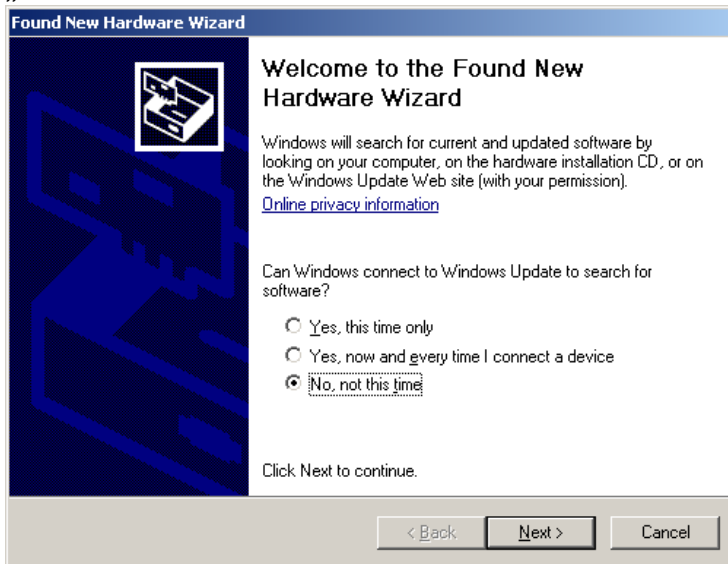 Found New Hardware Wizard
Welcome to the Found New
Hardware Wizard
Windows will search for current and updated software by
looking on your computer, on the hardware installation CD, or on
the Windows Update Web site (with your permission).
Online privacy information
Can Windows connect to Windows Update to search for
software?
Yes, this time only
Yes, now and every time I connect a device
No, not this time
Click Next to continue.
< Back
Next >
Cancel